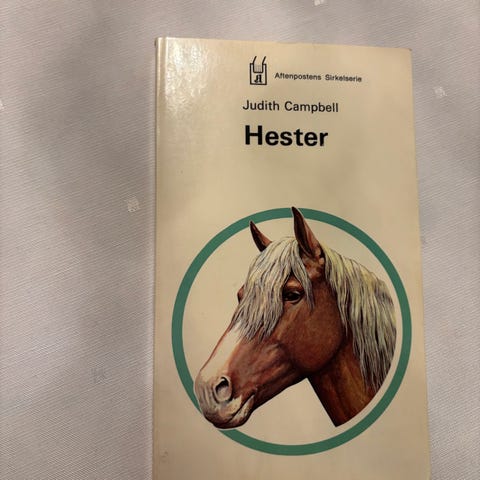 Aftenpostens Sirkelserie
Judith Campbell
Hester